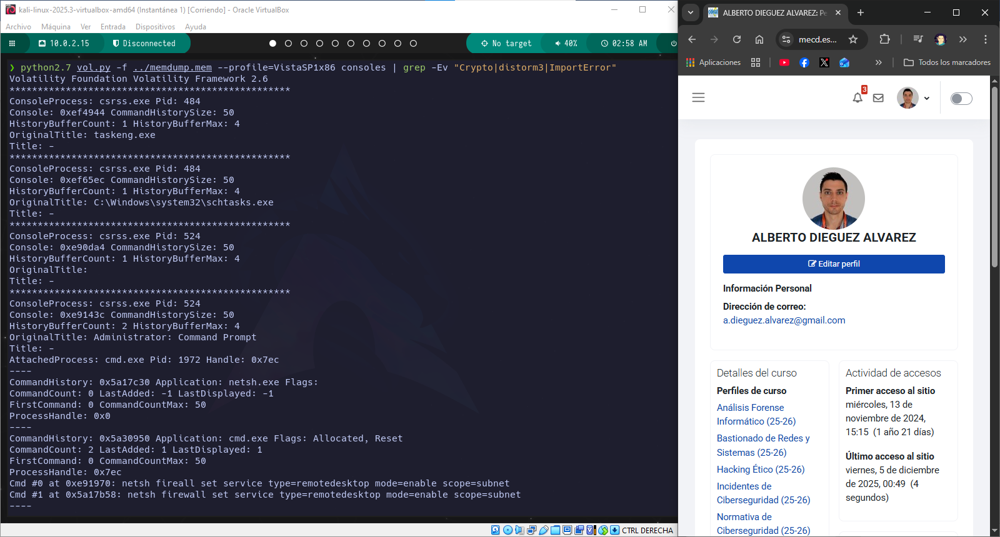 kali-linux-2025.3-virtualbox-amd64 (Instantánea 1) [Corriendo] - Oracle VirtualBox
Archivo Máquina Ver Entrada Dispositivos Ayuda
10.0.2.15 Disconnected No target 40% 02:58 AM
❯ python2.7 vol.py -f ../memdump.mem --profile=VistaSP1x86 consoles | grep -Ev "Crypto|distorm3|ImportError"
Volatility Foundation Volatility Framework 2.6
**************************************************
ConsoleProcess: csrss.exe Pid: 484
Console: 0xef4944 CommandHistorySize: 50
HistoryBufferCount: 1 HistoryBufferMax: 4
OriginalTitle: taskeng.exe
Title: -
**************************************************
ConsoleProcess: csrss.exe Pid: 484
Console: 0xef65ec CommandHistorySize: 50
HistoryBufferCount: 1 HistoryBufferMax: 4
OriginalTitle: C:\Windows\system32\schtasks.exe
Title: -
**************************************************
ConsoleProcess: csrss.exe Pid: 524
Console: 0xe90da4 CommandHistorySize: 50
HistoryBufferCount: 1 HistoryBufferMax: 4
OriginalTitle:
Title: -
**************************************************
ConsoleProcess: csrss.exe Pid: 524
Console: 0xe9143c CommandHistorySize: 50
HistoryBufferCount: 2 HistoryBufferMax: 4
OriginalTitle: Administrator: Command Prompt
Title: -
AttachedProcess: cmd.exe Pid: 1972 Handle: 0x7ec
----
CommandHistory: 0x5a17c30 Application: netsh.exe Flags:
CommandCount: 0 LastAdded: -1 LastDisplayed: -1
FirstCommand: 0 CommandCountMax: 50
ProcessHandle: 0x0
----
CommandHistory: 0x5a30950 Application: cmd.exe Flags: Allocated, Reset
CommandCount: 2 LastAdded: 1 LastDisplayed: 1
FirstCommand: 0 CommandCountMax: 50
ProcessHandle: 0x7ec
Cmd #0 at 0xe91970: netsh fireall set service type=remotedesktop mode=enable scope=subnet
Cmd #1 at 0x5a17b58: netsh firewall set service type=remotedesktop mode=enable scope=subnet
----
CTRL DERECHA
ALBERTO DIEGUEZ ALVAREZ: Pe
mecd.es...
Aplicaciones
Todos los marcadores
3
ALBERTO DIEGUEZ ALVAREZ
Editar perfil
Información Personal
Dirección de correo:
a.dieguez.alvarez@gmail.com
Detalles del curso
Perfiles de curso
Análisis Forense
Informático (25-26)
Bastionado de Redes y
Sistemas (25-26)
Hacking Ético (25-26)
Incidentes de
Ciberseguridad (25-26)
Normativa de
Ciberseguridad (25-26)
Actividad de accesos
Primer acceso al sitio
miércoles, 13 de
noviembre de 2024,
15:15 (1 año 21 días)
Último acceso al sitio
viernes, 5 de diciembre
de 2025, 00:49 (4
segundos)